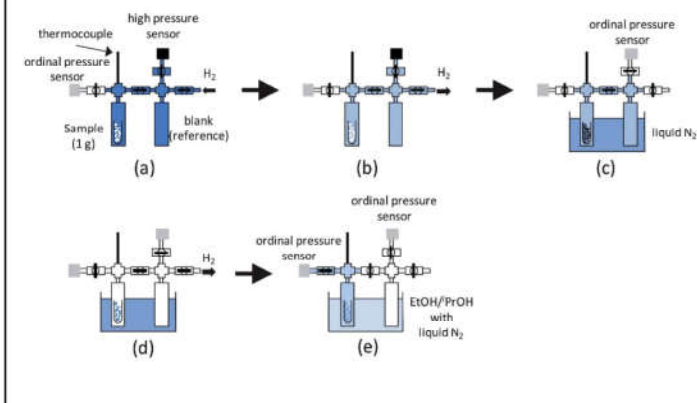 high pressure
sensor
thermocouple
ordinal pressure
sensor
H2
Sample
(1 g)
blank
(reference)
(a)
H2
(b)
ordinal pressure
sensor
liquid N2
(c)
H2
(d)
ordinal pressure
sensor
ordinal pressure
sensor
EtOH/iPrOH
with
liquid N2
(e)